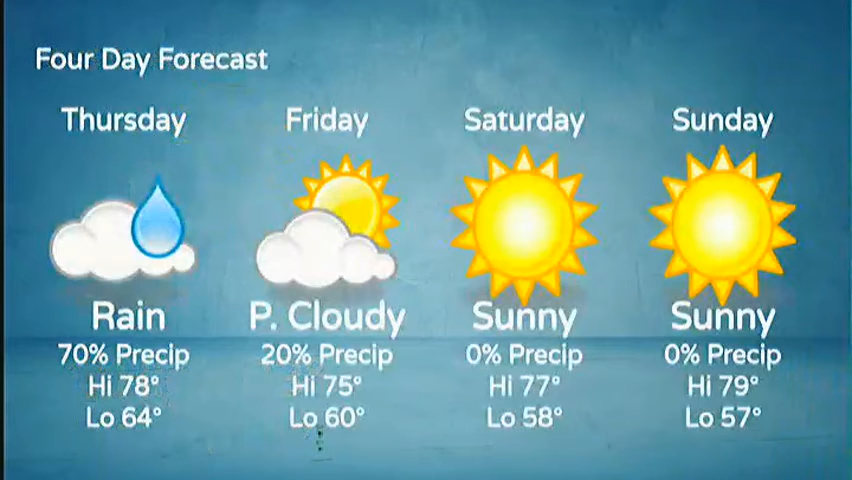 Four Day Forecast
Thursday
Friday
Saturday
Sunday
Rain
P. Cloudy
Sunny
Sunny
70% Precip
20% Precip
0% Precip
0% Precip
Hi 78°
Hi 75°
Hi 77°
Hi 79°
Lo 64°
Lo 60°
Lo 58°
Lo 57°